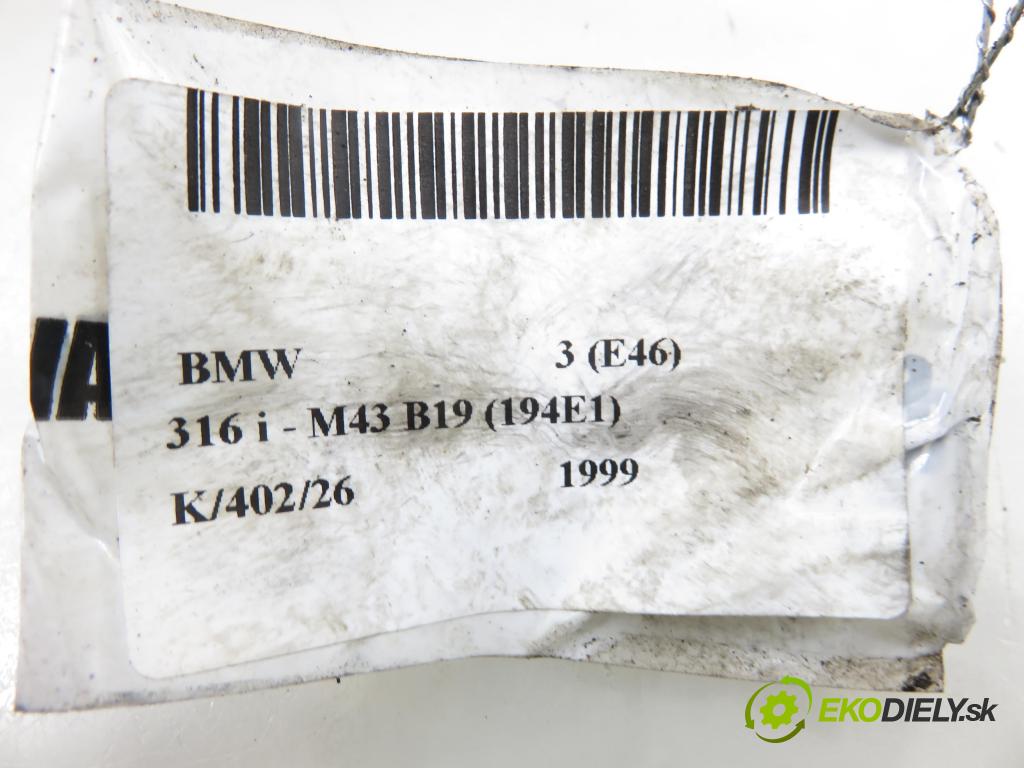 BMW 3 (E46)
316 i - M43 B19 (194E1)
K/402/26 1999
EKODIELY.sk